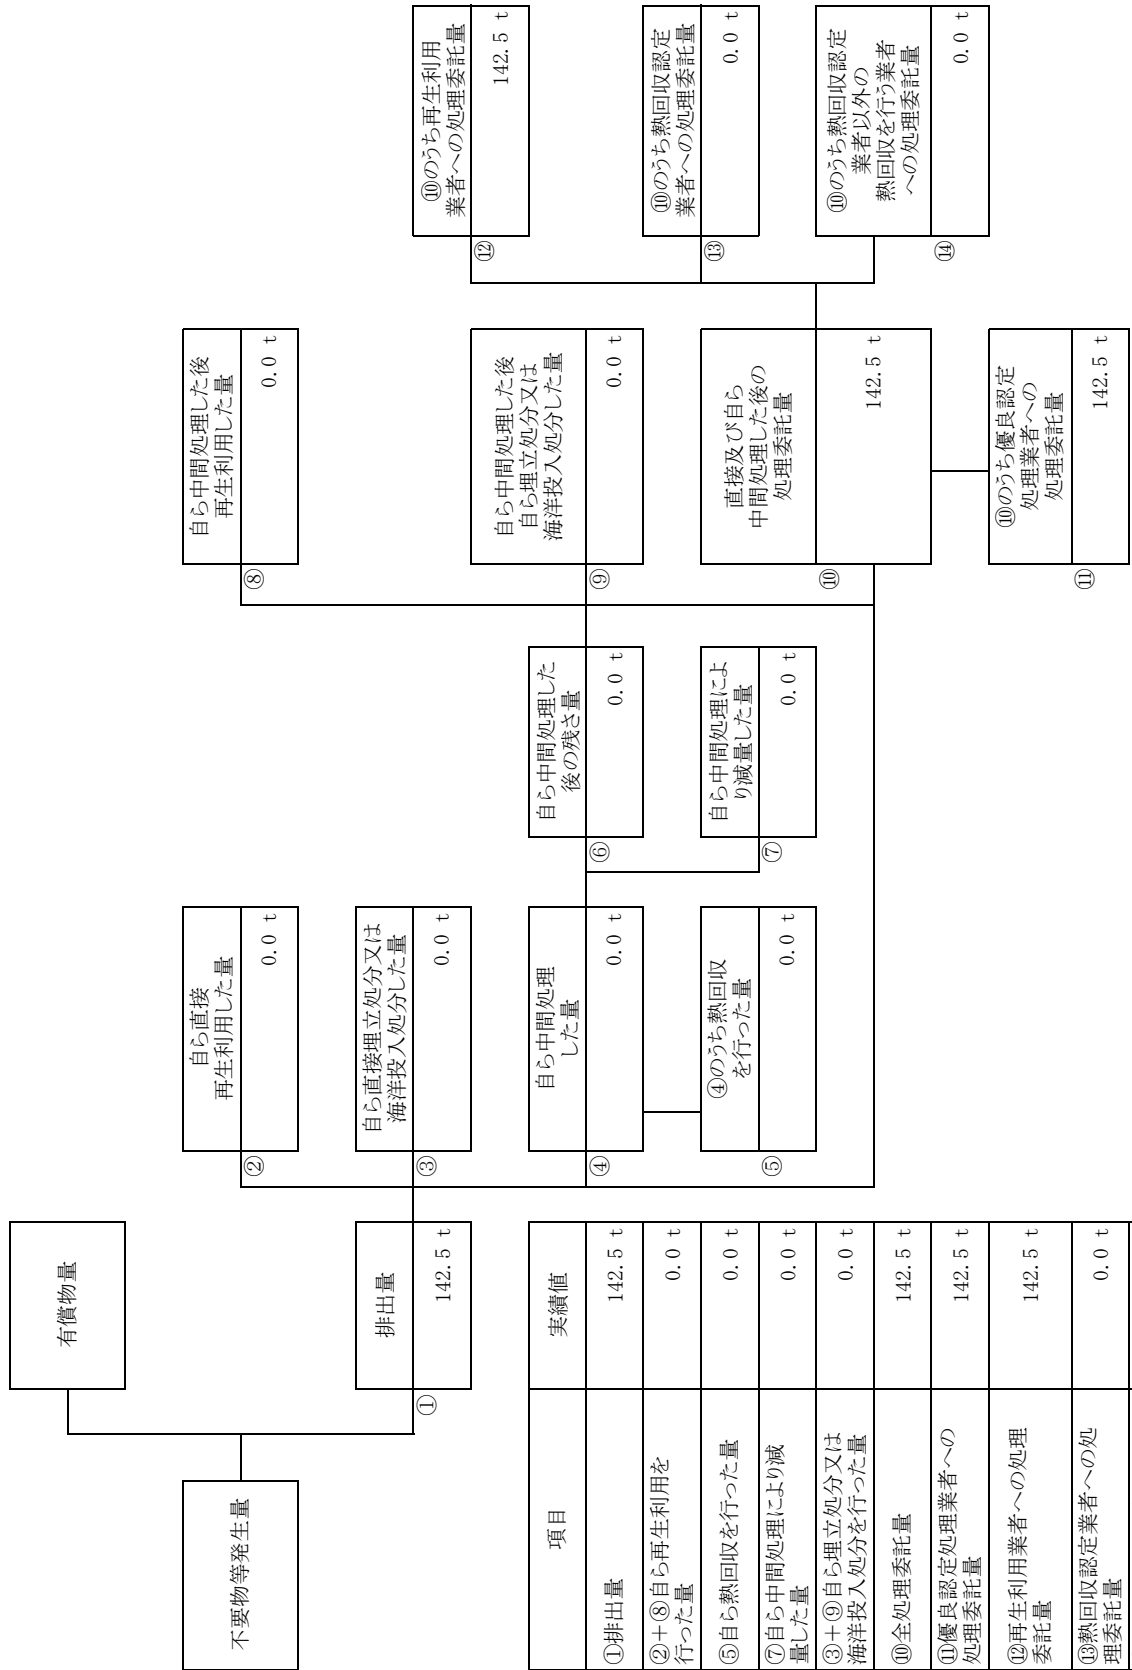 不要物等発生量
有償物量
排出量
①
142.5 t
自ら直接
再生利用した量
②
0.0 t
自ら直接埋立処分又は
海洋投入処分した量
③
0.0 t
自ら中間処理
した量
④
0.0 t
④のうち熱回収
を行った量
⑤
0.0 t
自ら中間処理した
後の残さ量
⑥
0.0 t
自ら中間処理によ
り減量した量
⑦
0.0 t
自ら中間処理した後
再生利用した量
⑧
0.0 t
自ら中間処理した後
自ら埋立処分又は
海洋投入処分した量
⑨
0.0 t
直接及び自ら
中間処理した後の
処理委託量
⑩
142.5 t
⑩のうち優良認定
処理業者への
処理委託量
⑪
142.5 t
⑩のうち再生利用
業者への処理委託量
⑫
142.5 t
⑩のうち熱回収認定
業者への処理委託量
⑬
0.0 t
⑩のうち熱回収認定
業者以外の
熱回収を行う業者
への処理委託量
⑭
0.0 t
項目 実績値
①排出量 142.5 t
②+⑧自ら再生利用を
行った量 0.0 t
⑤自ら熱回収を行った量 0.0 t
⑦自ら中間処理により減
量した量 0.0 t
③+⑨自ら埋立処分又は
海洋投入処分を行った量 0.0 t
⑩全処理委託量 142.5 t
⑪優良認定処理業者への
処理委託量 142.5 t
⑫再生利用業者への処理
委託量 142.5 t
⑬熱回収認定業者への処
理委託量 0.0 t